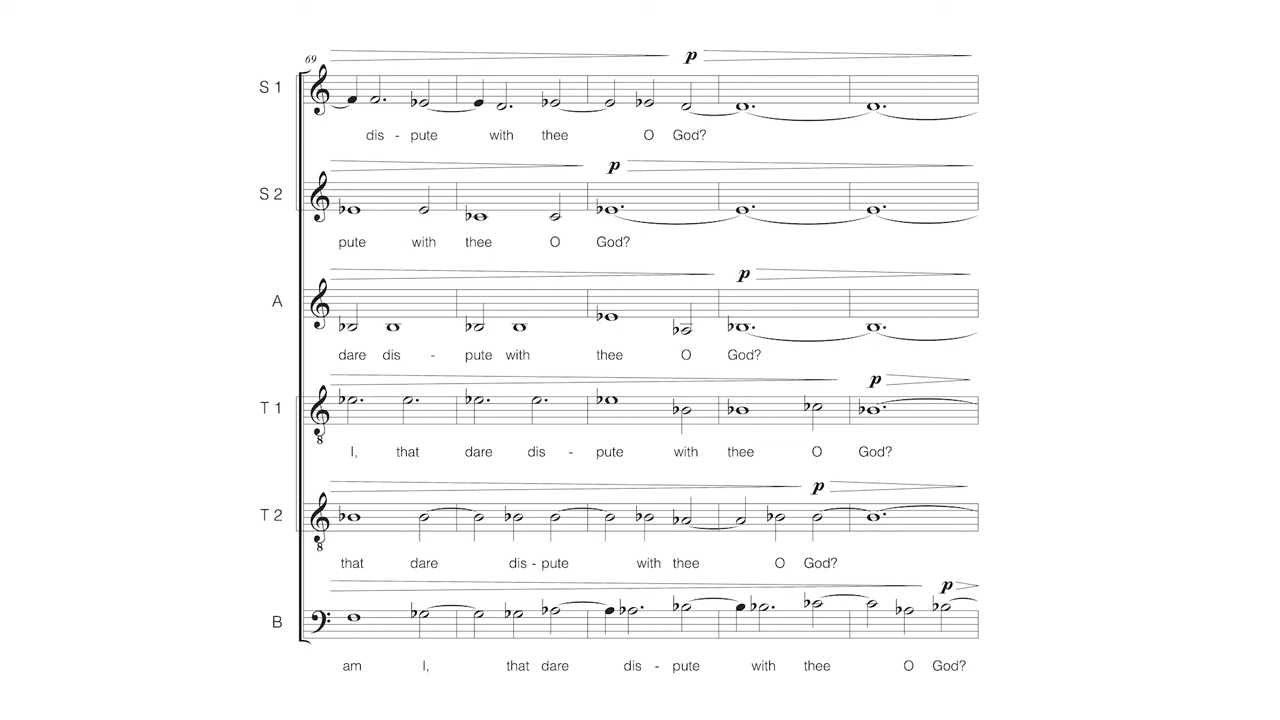 69
p
S 1
dis - pute with thee O God?
p
S 2
pute with thee O God?
p
A
dare dis - pute with thee O God?
p
T 1
8
I, that dare dis - pute with thee O God?
p
T 2
8
that dare dis - pute with thee O God?
p
B
am I, that dare dis - pute with thee O God?